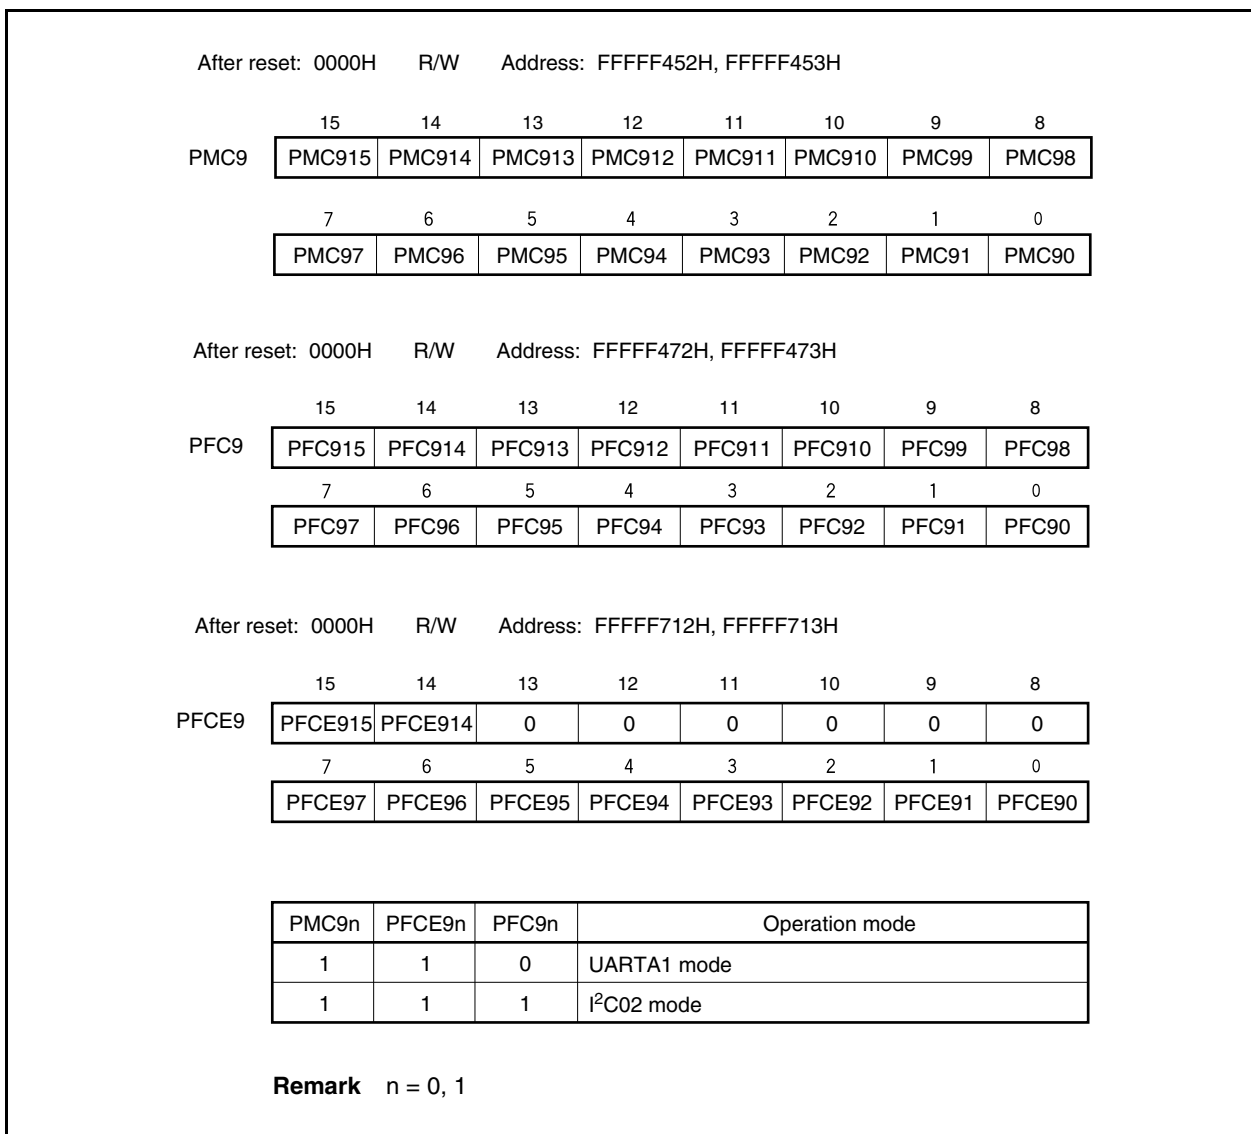 After reset: 0000H R/W Address: FFFFF452H, FFFFF453H
15 14 13 12 11 10 9 8
PMC9 PMC915 PMC914 PMC913 PMC912 PMC911 PMC910 PMC99 PMC98
7 6 5 4 3 2 1 0
PMC97 PMC96 PMC95 PMC94 PMC93 PMC92 PMC91 PMC90
After reset: 0000H R/W Address: FFFFF472H, FFFFF473H
15 14 13 12 11 10 9 8
PFC9 PFC915 PFC914 PFC913 PFC912 PFC911 PFC910 PFC99 PFC98
7 6 5 4 3 2 1 0
PFC97 PFC96 PFC95 PFC94 PFC93 PFC92 PFC91 PFC90
After reset: 0000H R/W Address: FFFFF712H, FFFFF713H
15 14 13 12 11 10 9 8
PFCE9 PFCE915 PFCE914 0 0 0 0 0 0
7 6 5 4 3 2 1 0
PFCE97 PFCE96 PFCE95 PFCE94 PFCE93 PFCE92 PFCE91 PFCE90
PMC9n PFCE9n PFC9n Operation mode
1 1 0 UARTA1 mode
1 1 1 I²C02 mode
Remark n = 0, 1